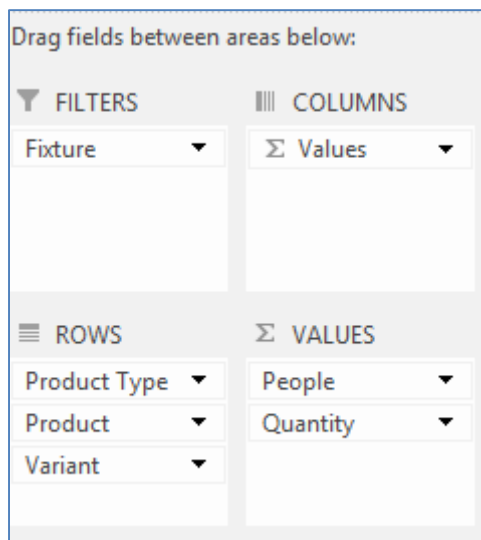 Drag fields between areas below:
FILTERS
COLUMNS
Fixture
Σ Values
ROWS
Σ VALUES
Product Type
People
Product
Quantity
Variant